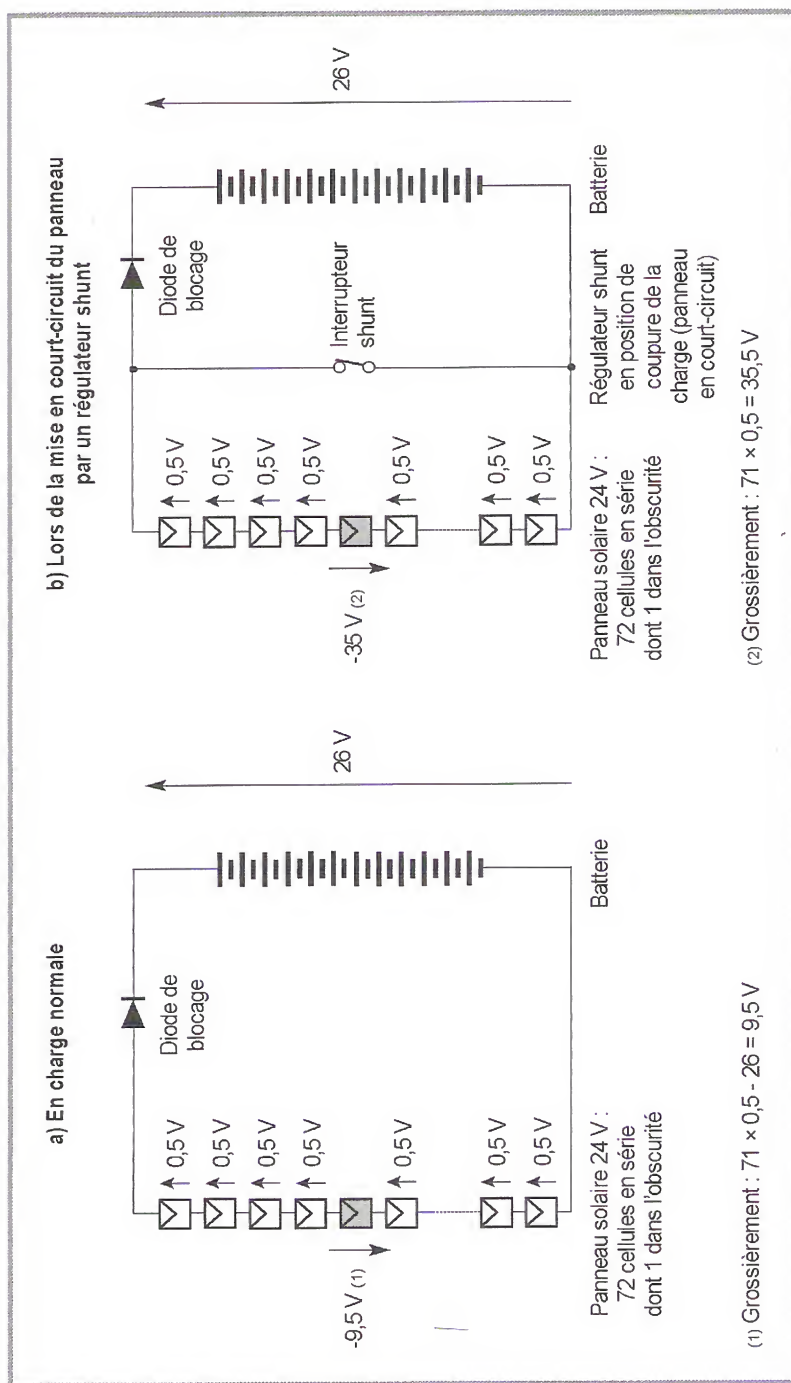 a) En charge normale
Diode de
blocage
0,5 V
0,5 V
0,5 V
0,5 V
-9,5 V (1)
0,5 V
0,5 V
0,5 V
26 V
Panneau solaire 24 V :
72 cellules en série
dont 1 dans l'obscurité
Batterie
(1) Grossièrement : 71 × 0,5 - 26 = 9,5 V
b) Lors de la mise en court-circuit du panneau
par un régulateur shunt
Diode de
blocage
0,5 V
0,5 V
0,5 V
0,5 V
-35 V (2)
0,5 V
0,5 V
0,5 V
Interrupteur
shunt
26 V
Panneau solaire 24 V :
72 cellules en série
dont 1 dans l'obscurité
Régulateur shunt
en position de
coupure de la
charge (panneau
en court-circuit)
Batterie
(2) Grossièrement : 71 × 0,5 = 35,5 V